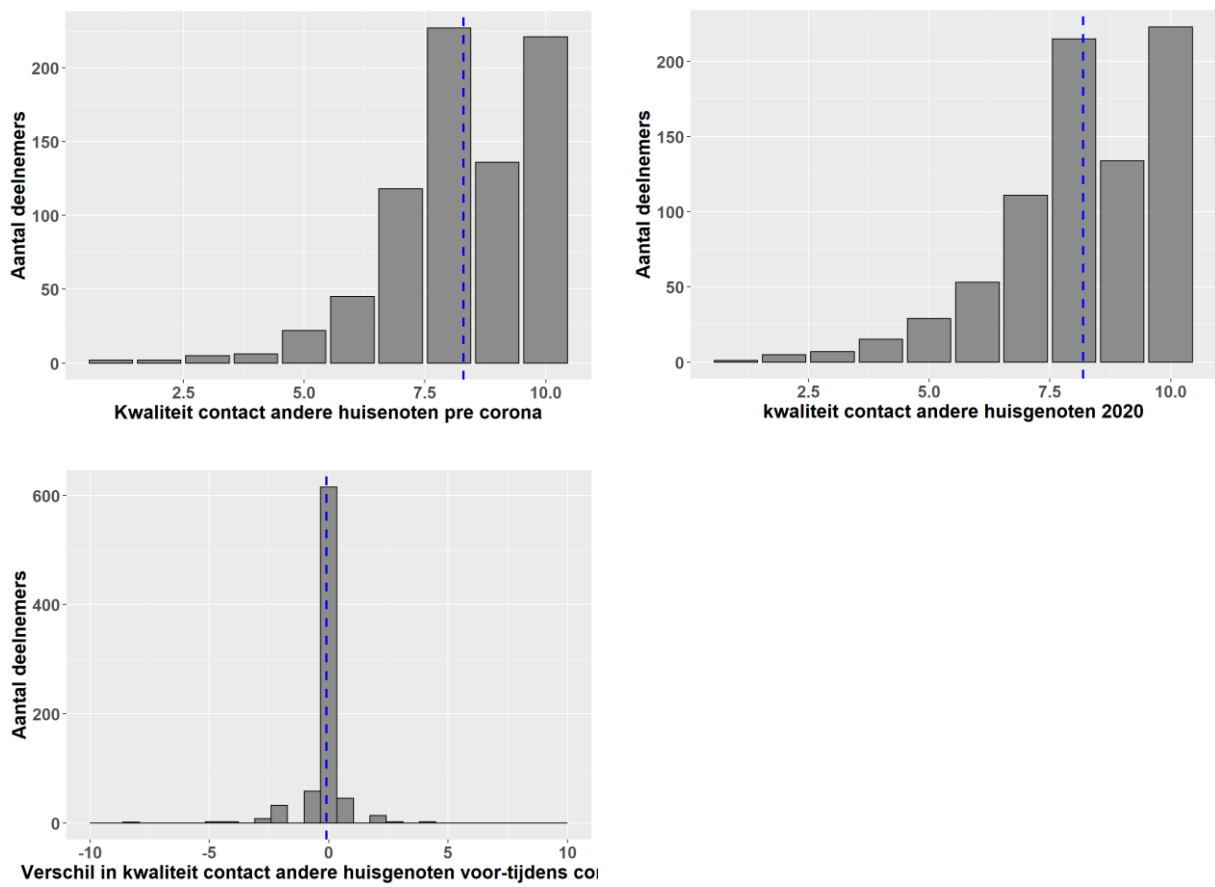 Aantal deelnemers
200
150
100
50
0
2.5 5.0 7.5 10.0
Kwaliteit contact andere huisenoten pre corona
Aantal deelnemers
200
150
100
50
0
2.5 5.0 7.5 10.0
kwaliteit contact andere huisgenoten 2020
Aantal deelnemers
600
400
200
0
-10 -5 0 5 10
Verschil in kwaliteit contact andere huisgenoten voor-tijdens cor